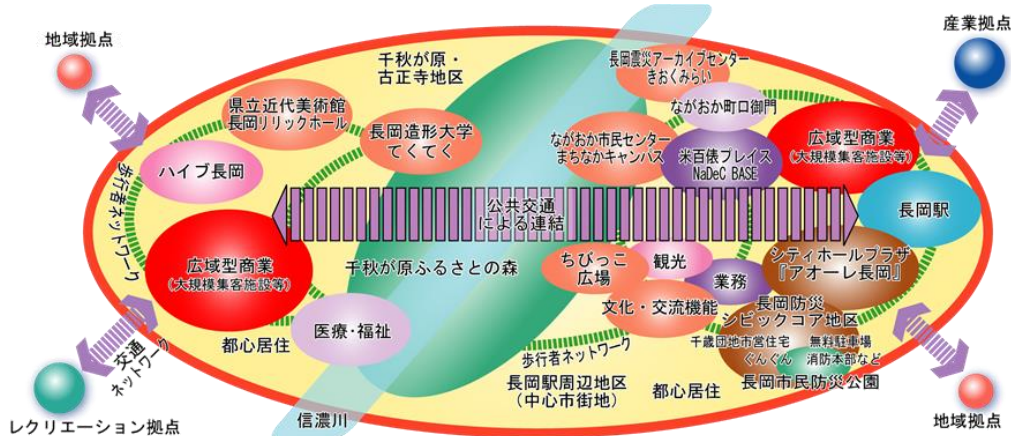 地域拠点
産業拠点
千秋が原・
古正寺地区
長岡震災アーカイブセンター
きおくみらい
ながおか町口御門
県立近代美術館
長岡リリックホール
長岡造形大学
てくてく
ながおか市民センター
まちなかキャンパス
米百俵プレイス
NaDeC BASE
広域型商業
(大規模集客施設等)
ハイブ長岡
歩行者ネットワーク
長岡駅
公共交通
による連結
広域型商業
(大規模集客施設等)
千秋が原ふるさとの森
ちびっこ
広場
観光
業務
シティホールプラザ
『アオーレ長岡』
文化・交流機能
長岡防災
シビックコア地区
千歳団地市営住宅 無料駐車場
ぐんぐん 消防本部など
長岡市民防災公園
医療・福祉
都心居住
歩行者ネットワーク
長岡駅周辺地区
(中心市街地)
都心居住
交通
ネットワーク
信濃川
レクリエーション拠点
地域拠点